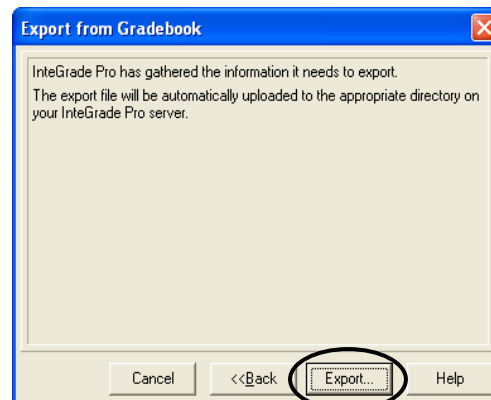 Export from Gradebook
InteGrade Pro has gathered the information it needs to export.
The export file will be automatically uploaded to the appropriate directory on
your InteGrade Pro server.
Cancel <<Back Export... Help